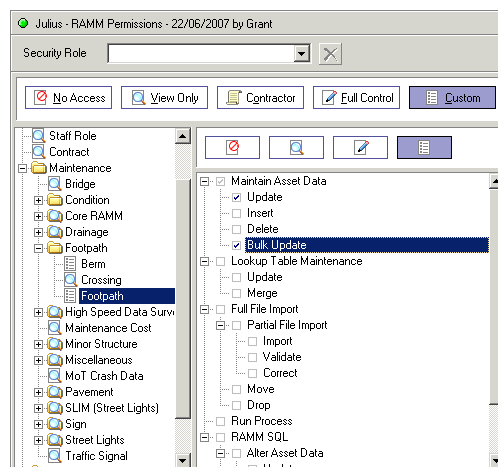 Julius - RAMM Permissions - 22/06/2007 by Grant
Security Role
No Access View Only Contractor Full Control Custom
Staff Role
Contract
Maintenance
Bridge
Condition
Core RAMM
Drainage
Footpath
Berm
Crossing
Footpath
High Speed Data Surve
Maintenance Cost
Minor Structure
Miscellaneous
MoT Crash Data
Pavement
SLIM (Street Lights)
Sign
Street Lights
Traffic Signal
Maintain Asset Data
Update
Insert
Delete
Bulk Update
Lookup Table Maintenance
Update
Merge
Full File Import
Partial File Import
Import
Validate
Correct
Move
Drop
Run Process
RAMM SQL
Alter Asset Data